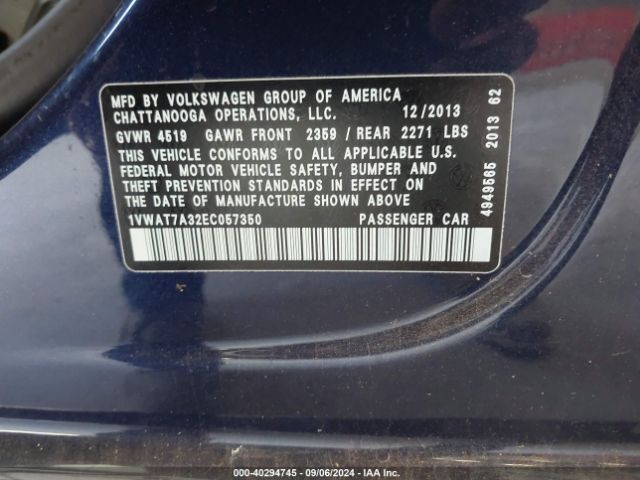 MFD BY VOLKSWAGEN GROUP OF AMERICA
CHATTANOOGA OPERATIONS, LLC. 12/2013
GVWR 4519 GAWR FRONT 2359 / REAR 2271 LBS
THIS VEHICLE CONFORMS TO ALL APPLICABLE U.S.
FEDERAL MOTOR VEHICLE SAFETY, BUMPER AND
THEFT PREVENTION STANDARDS IN EFFECT ON
THE DATE OF MANUFACTURE SHOWN ABOVE
1VWAT7A32EC057350 PASSENGER CAR
4949565 2013 62
000-40294745 - 09/06/2024 - IAA Inc.